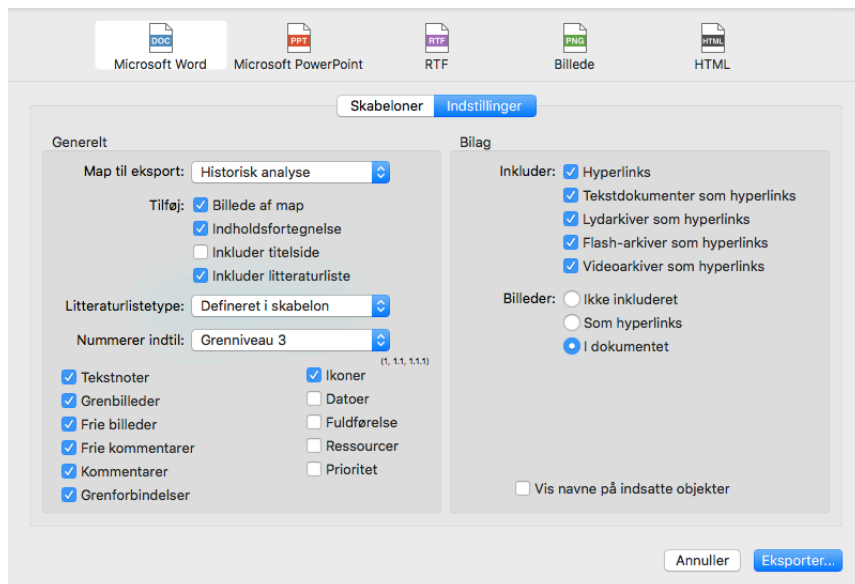 DOC
PPT
RTF
PNG
HTML
Microsoft Word
Microsoft PowerPoint
RTF
Billede
HTML
Skabeloner
Indstillinger
Generelt
Map til eksport: Historisk analyse
Tilføj: Billede af map
Indholdsfortegnelse
Inkluder titelside
Inkluder litteraturliste
Litteraturlistetype: Defineret i skabelon
Nummerer indtil: Grenniveau 3
(1, 1.1, 1.1.1)
Tekstnoter
Grenbilleder
Frie billeder
Frie kommentarer
Kommentarer
Grenforbindelser
Ikoner
Datoer
Fuldførelse
Ressourcer
Prioritet
Bilag
Inkluder: Hyperlinks
Tekstdokumenter som hyperlinks
Lydarkiver som hyperlinks
Flash-arkiver som hyperlinks
Videoarkiver som hyperlinks
Billeder: Ikke inkluderet
Som hyperlinks
I dokumentet
Vis navne på indsatte objekter
Annuller
Eksporter...